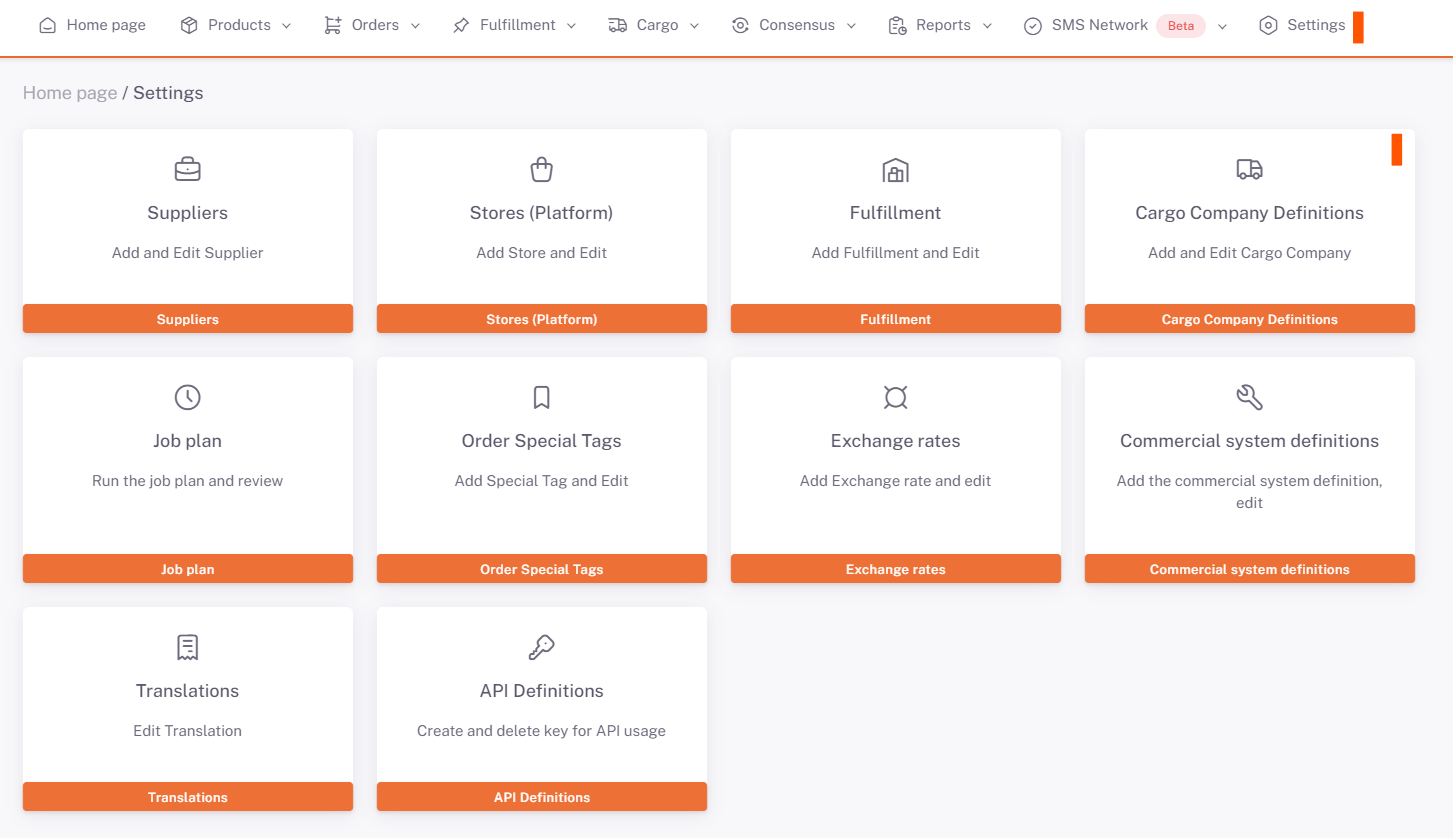 Home page Products Orders Fulfillment Cargo Consensus Reports SMS Network Beta Settings
Home page / Settings
Suppliers
Add and Edit Supplier
Suppliers
Stores (Platform)
Add Store and Edit
Stores (Platform)
Fulfillment
Add Fulfillment and Edit
Fulfillment
Cargo Company Definitions
Add and Edit Cargo Company
Cargo Company Definitions
Job plan
Run the job plan and review
Job plan
Order Special Tags
Add Special Tag and Edit
Order Special Tags
Exchange rates
Add Exchange rate and edit
Exchange rates
Commercial system definitions
Add the commercial system definition,
edit
Commercial system definitions
Translations
Edit Translation
Translations
API Definitions
Create and delete key for API usage
API Definitions